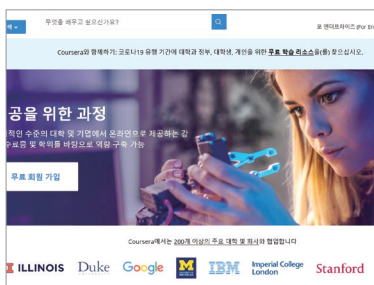 색
무엇을 배우고 싶으신가요?
포 엔터프라이즈 (For En
Coursera와 함께하기: 코로나19 유행 기간에 대학과 정부, 대학생, 개인을 위한 무료 학습 리소스을(를) 찾으십시오.
공을 위한 과정
적인 수준의 대학 및 기업에서 온라인으로 제공하는 강
수료증 및 학위를 바탕으로 역량 구축 가능
무료 회원 가입
Coursera에서는 200개 이상의 주요 대학 및 회사와 협업합니다
ILLINOIS Duke Google M IBM Imperial College London Stanford